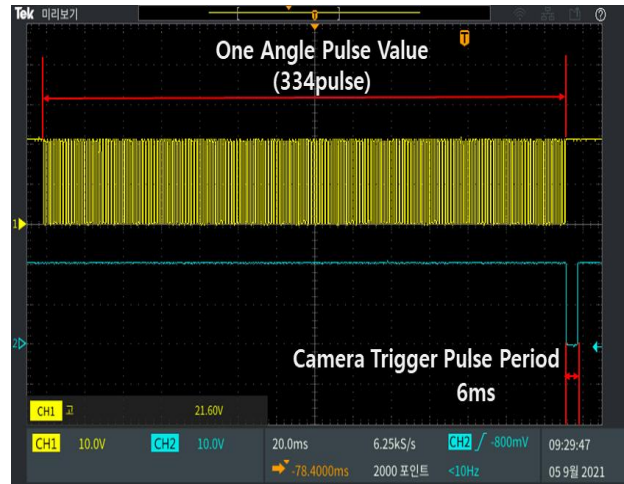 Tek 미리보기
One Angle Pulse Value
(334pulse)
Camera Trigger Pulse Period
6ms
CH1 고 21.60V
CH1 10.0V CH2 10.0V 20.0ms 6.25kS/s CH2 -800mV 09:29:47
-78.4000ms 2000 포인트 <10Hz 05 9월 2021